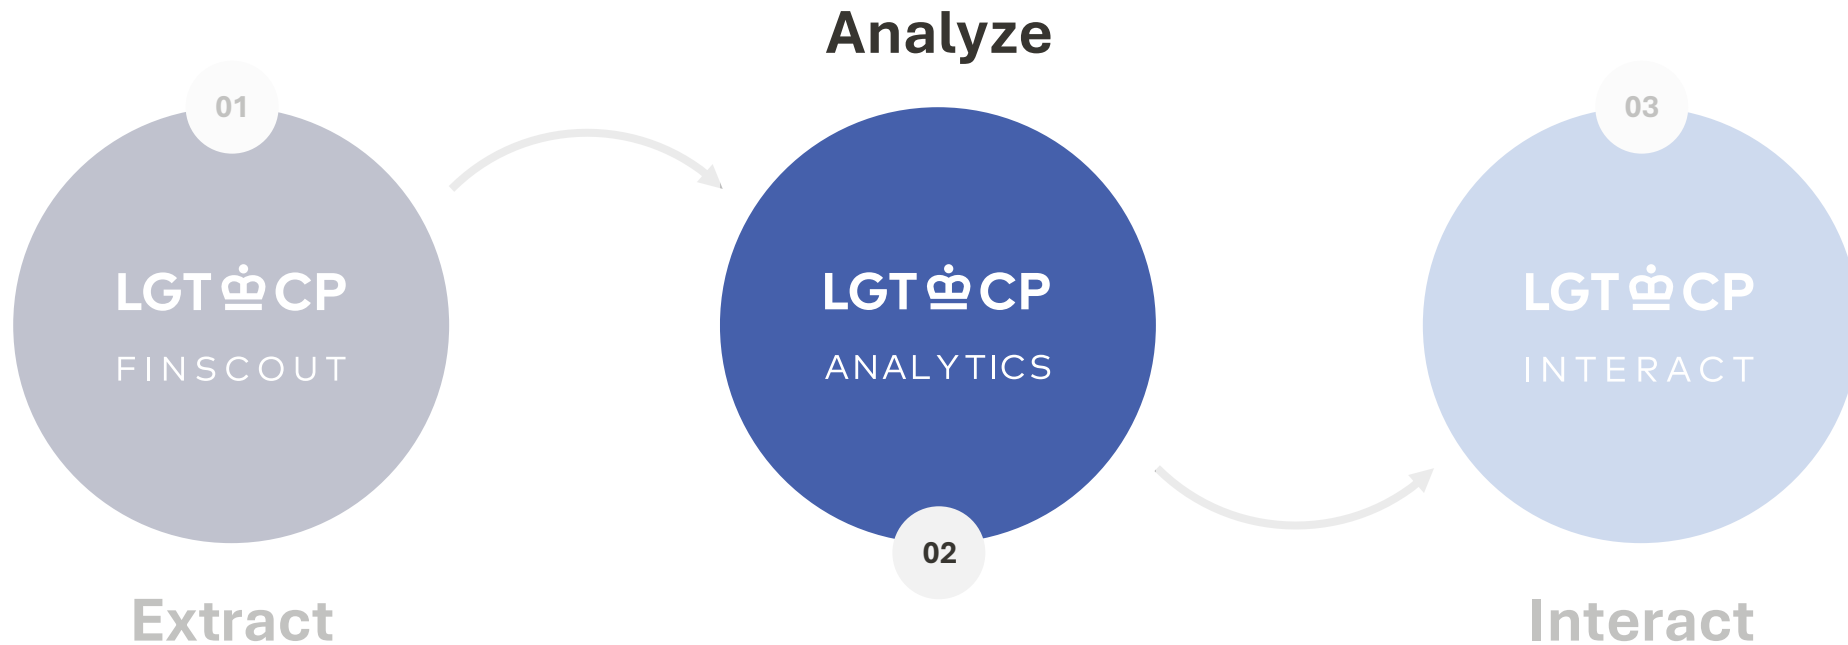 01
LGT CP
FINSCOUT
Extract
Analyze
LGT CP
ANALYTICS
02
03
LGT CP
INTERACT
Interact